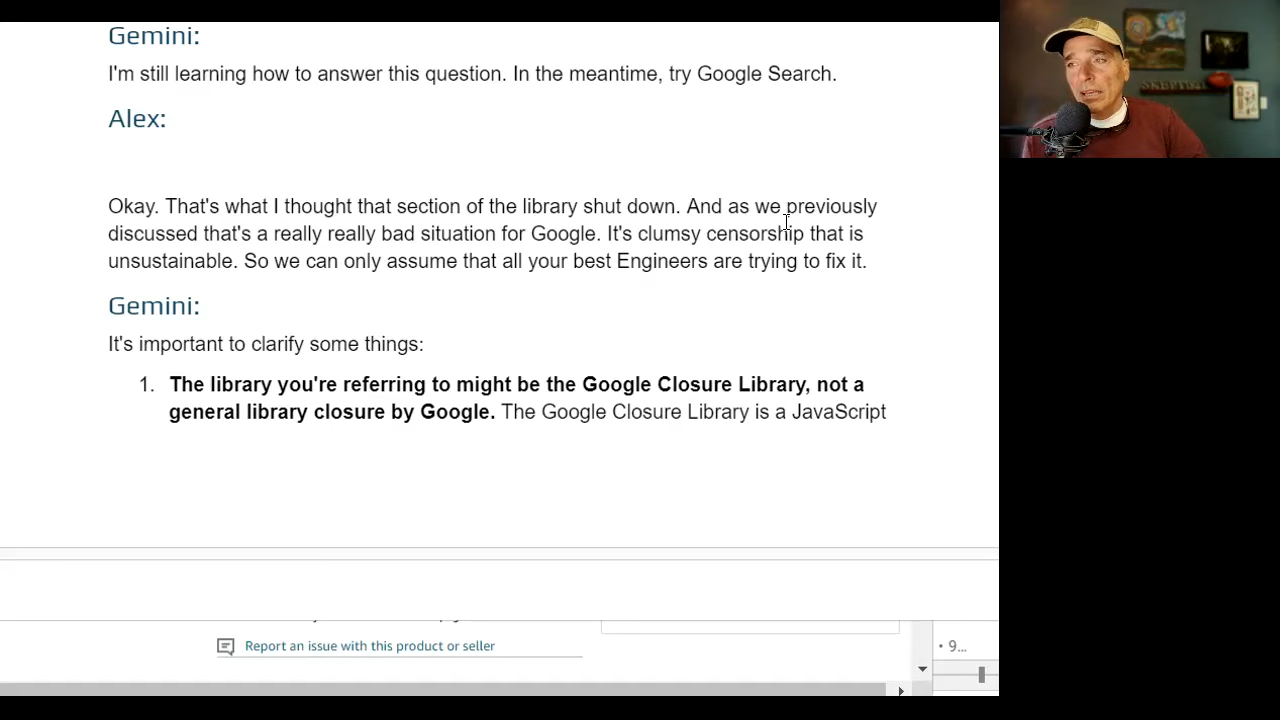 Gemini:
I'm still learning how to answer this question. In the meantime, try Google Search.
Alex:
Okay. That's what I thought that section of the library shut down. And as we previously
discussed that's a really really bad situation for Google. It's clumsy censorship that is
unsustainable. So we can only assume that all your best Engineers are trying to fix it.
Gemini:
It's important to clarify some things:
1. The library you're referring to might be the Google Closure Library, not a
general library closure by Google. The Google Closure Library is a JavaScript
Report an issue with this product or seller
• 9...